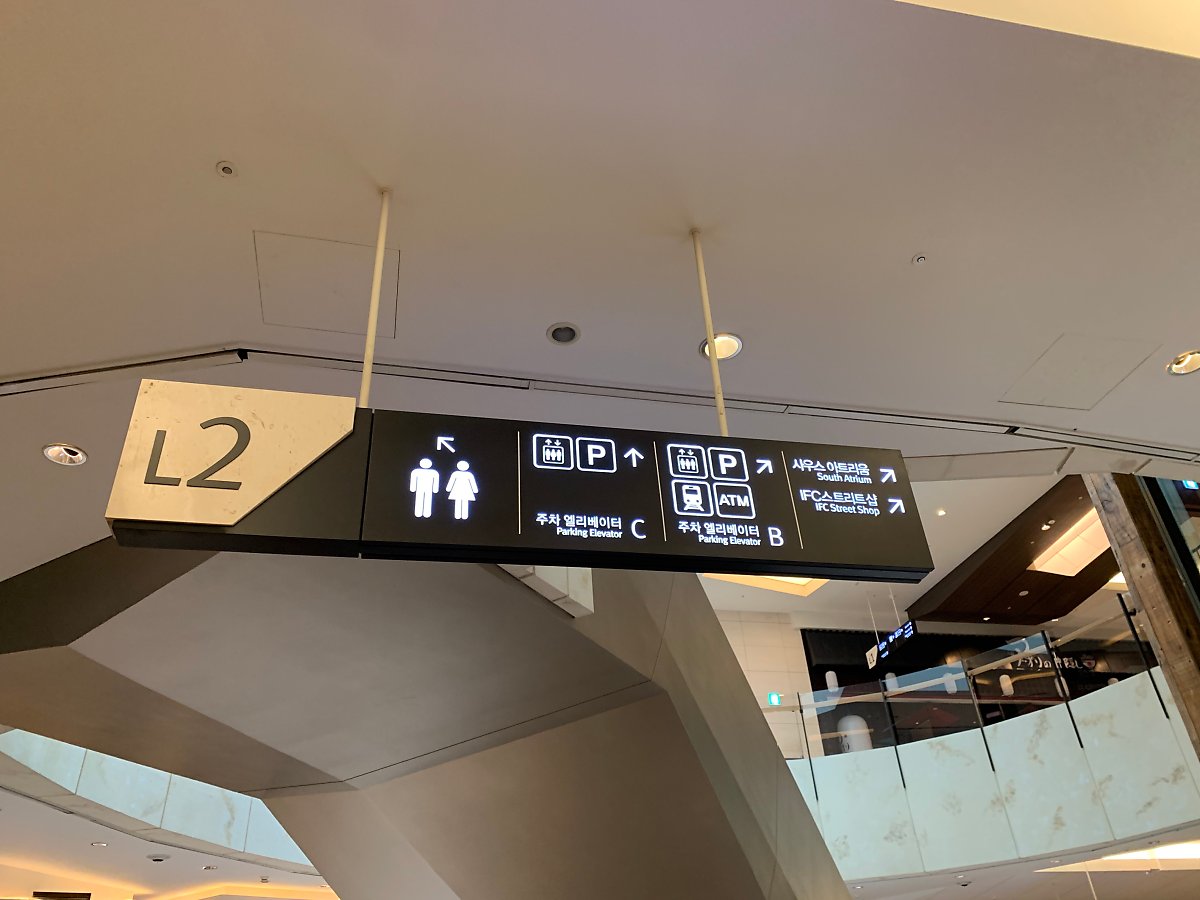 L2
P
주차 엘리베이터
Parking Elevator
C
P
ATM
주차 엘리베이터
Parking Elevator
B
사우스 아트리움
South Atrium
IFC스트리트샵
IFC Street Shop